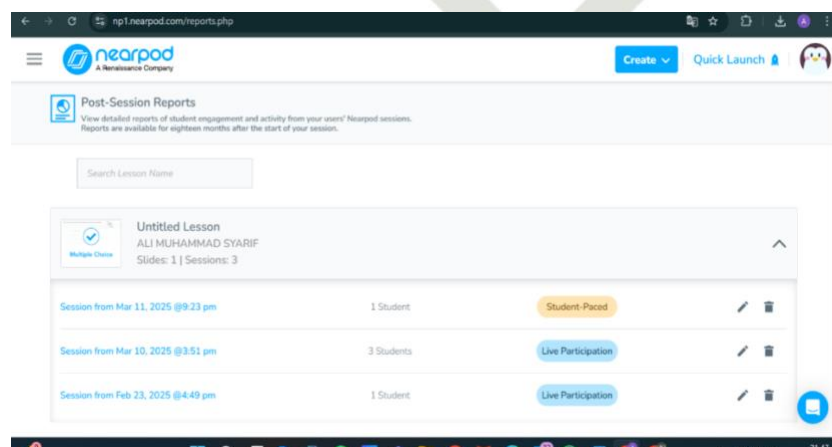 np1.nearpod.com/reports.php
nearpod
A Renaissance Company
Create
Quick Launch
Post-Session Reports
View detailed reports of student engagement and activity from your users' Nearpod sessions.
Reports are available for eighteen months after the start of your session.
Search Lesson Name
Multiple Choice
Untitled Lesson
ALI MUHAMMAD SYARIF
Slides: 1 | Sessions: 3
Session from Mar 11, 2025 @9:23 pm 1 Student Student-Paced
Session from Mar 10, 2025 @3:51 pm 3 Students Live Participation
Session from Feb 23, 2025 @4:49 pm 1 Student Live Participation